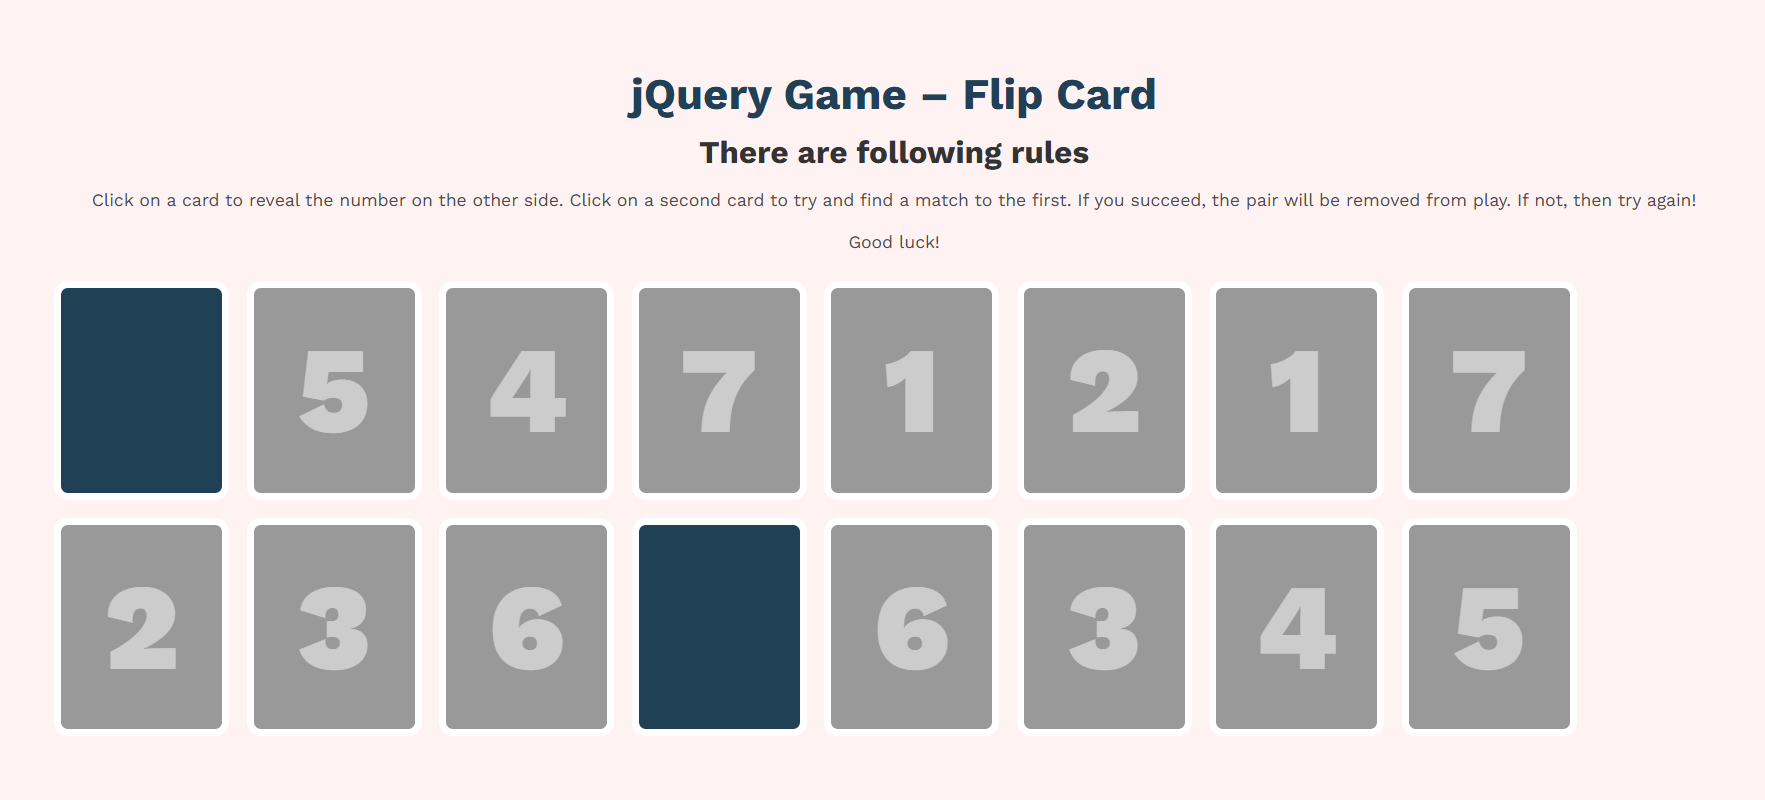 jQuery Game – Flip Card
There are following rules
Click on a card to reveal the number on the other side. Click on a second card to try and find a match to the first. If you succeed, the pair will be removed from play. If not, then try again!
Good luck!
5 4 7 1 2 1 7
2 3 6 6 3 4 5